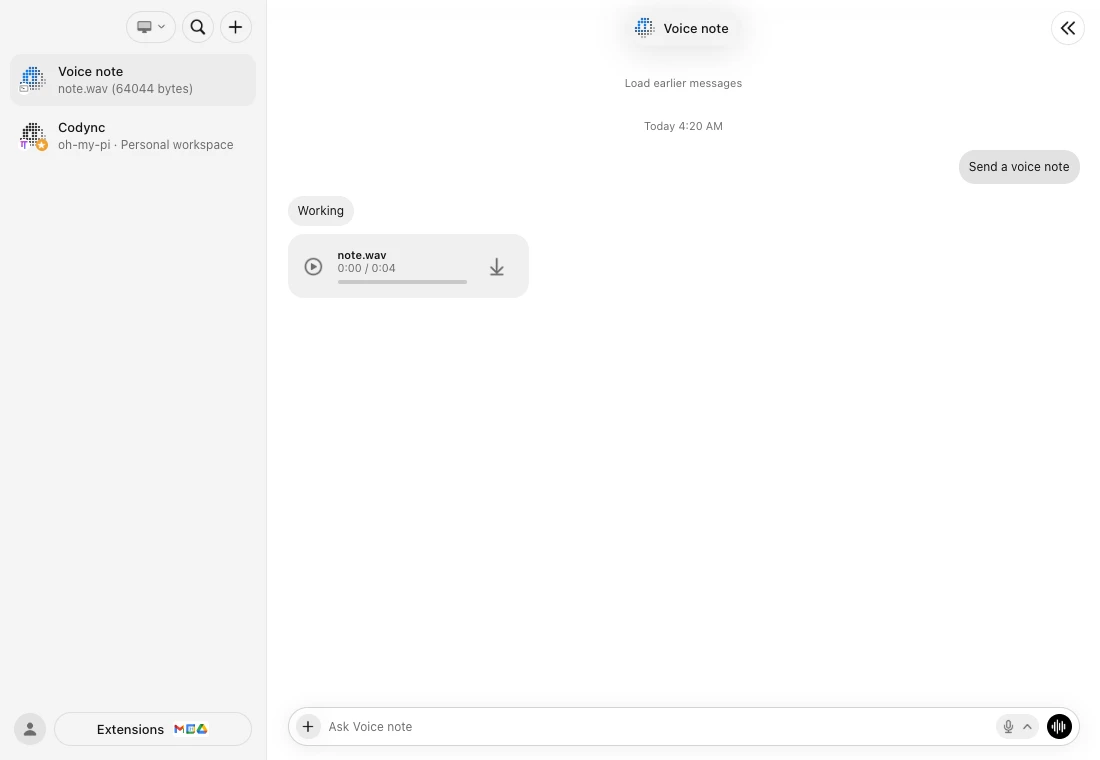 Voice note
note.wav (64044 bytes)
Codync
oh-my-pi · Personal workspace
Extensions
Voice note
Load earlier messages
Today 4:20 AM
Send a voice note
Working
note.wav
0:00 / 0:04
Ask Voice note